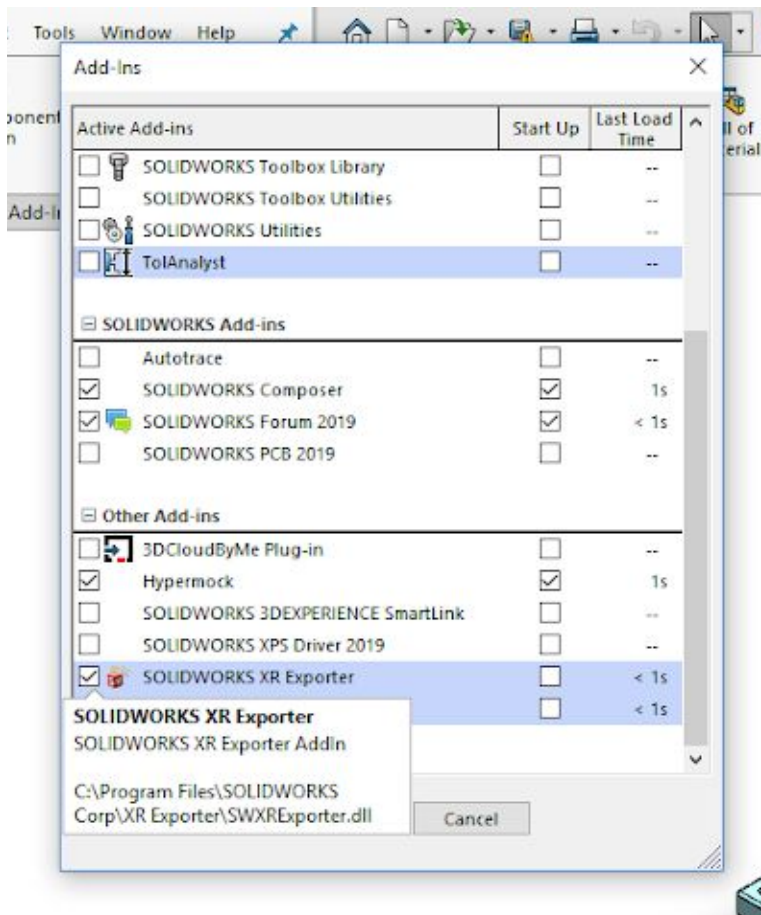 Tools Window Help
Add-Ins
Active Add-ins Start Up Last Load Time
SOLIDWORKS Toolbox Library --
SOLIDWORKS Toolbox Utilities --
SOLIDWORKS Utilities --
TolAnalyst --
SOLIDWORKS Add-ins
Autotrace --
SOLIDWORKS Composer 1s
SOLIDWORKS Forum 2019 < 1s
SOLIDWORKS PCB 2019 --
Other Add-ins
3DCloudByMe Plug-in --
Hypermock 1s
SOLIDWORKS 3DEXPERIENCE SmartLink --
SOLIDWORKS XPS Driver 2019 --
SOLIDWORKS XR Exporter < 1s
< 1s
SOLIDWORKS XR Exporter
SOLIDWORKS XR Exporter AddIn
C:\Program Files\SOLIDWORKS
Corp\XR Exporter\SWXRExporter.dll
Cancel